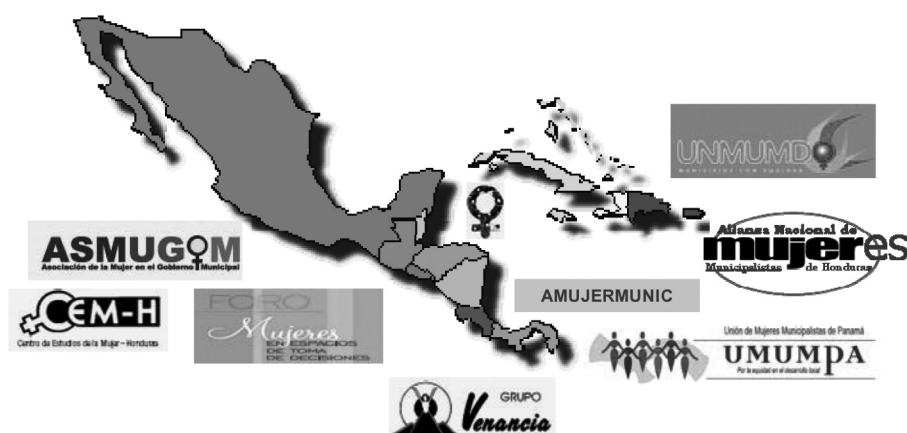 UNMUMD
MUNICIPIOS CON EQUIDAD
ASMUGOM
Asociación de la Mujer en el Gobierno Municipal
Alianza Nacional de
mujeres
Municipalistas de Honduras
CEM-H
Centro de Estudios de la Mujer – Honduras
FORO
Mujeres
EN ESPACIOS
DE TOMA
DE DECISIONES
AMUJERMUNIC
Unión de Mujeres Municipalistas de Panamá
UMUMPA
Por la equidad en el desarrollo local
GRUPO
Venancia